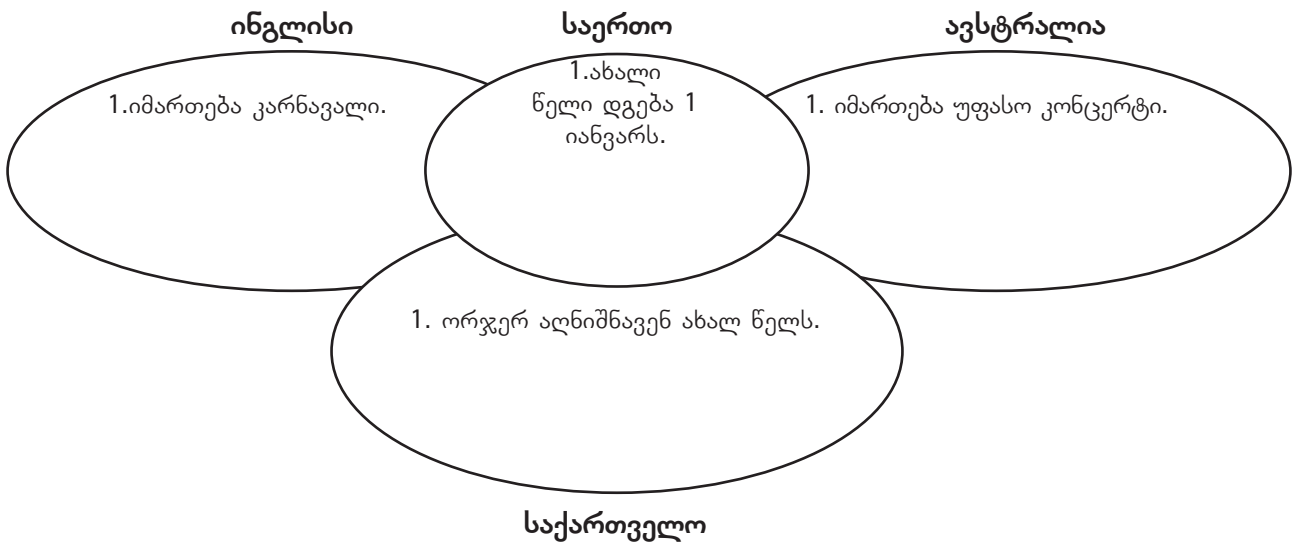 ინგლისი
საერთო
ავსტრალია
1.იმართება კარნავალი.
1.ახალი
წელი დგება 1
იანვარს.
1. იმართება უფასო კონცერტი.
1. ორჯერ აღნიშნავენ ახალ წელს.
საქართველო